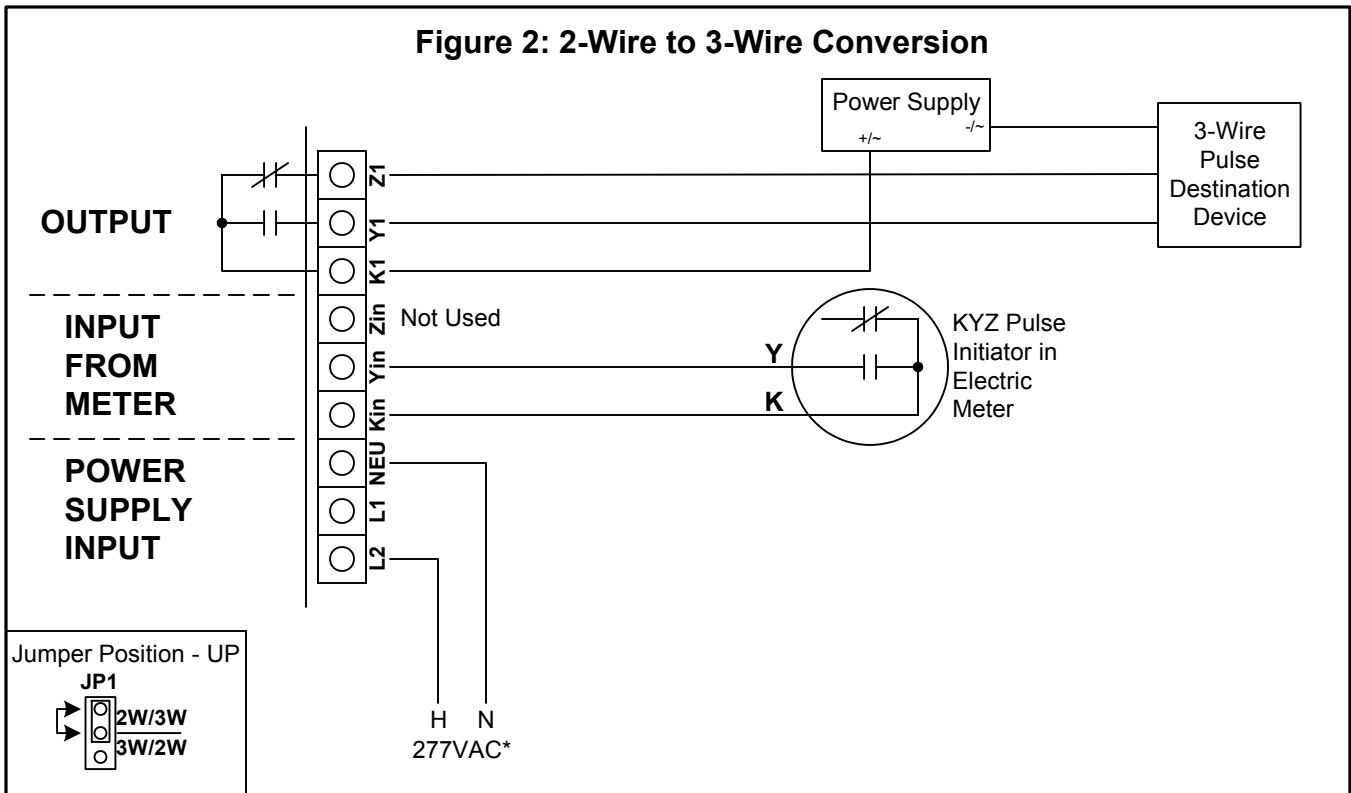 Figure 2: 2-Wire to 3-Wire Conversion
Power Supply
+/~
-/~
3-Wire
Pulse
Destination
Device
OUTPUT
Z1
Y1
K1
INPUT
FROM
METER
Zin
Not Used
Yin
Kin
Y
K
KYZ Pulse
Initiator in
Electric
Meter
POWER
SUPPLY
INPUT
NEU
L1
L2
H N
277VAC*
Jumper Position - UP
JP1
2W/3W
3W/2W